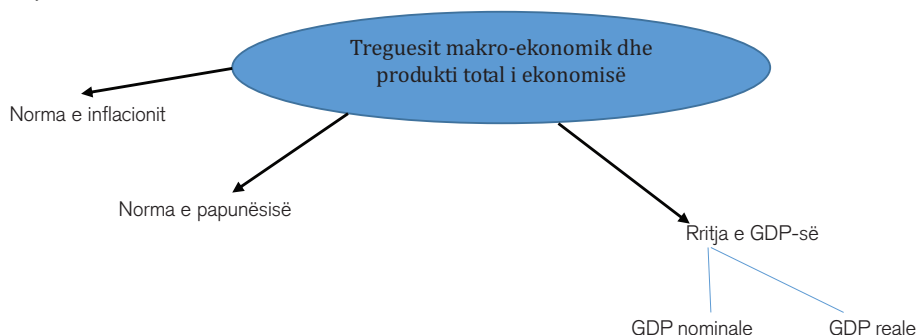 Treguesit makro-ekonomik dhe
produkti total i ekonomisë
Norma e inflacionit
Norma e papunësisë
Rritja e GDP-së
GDP nominale
GDP reale